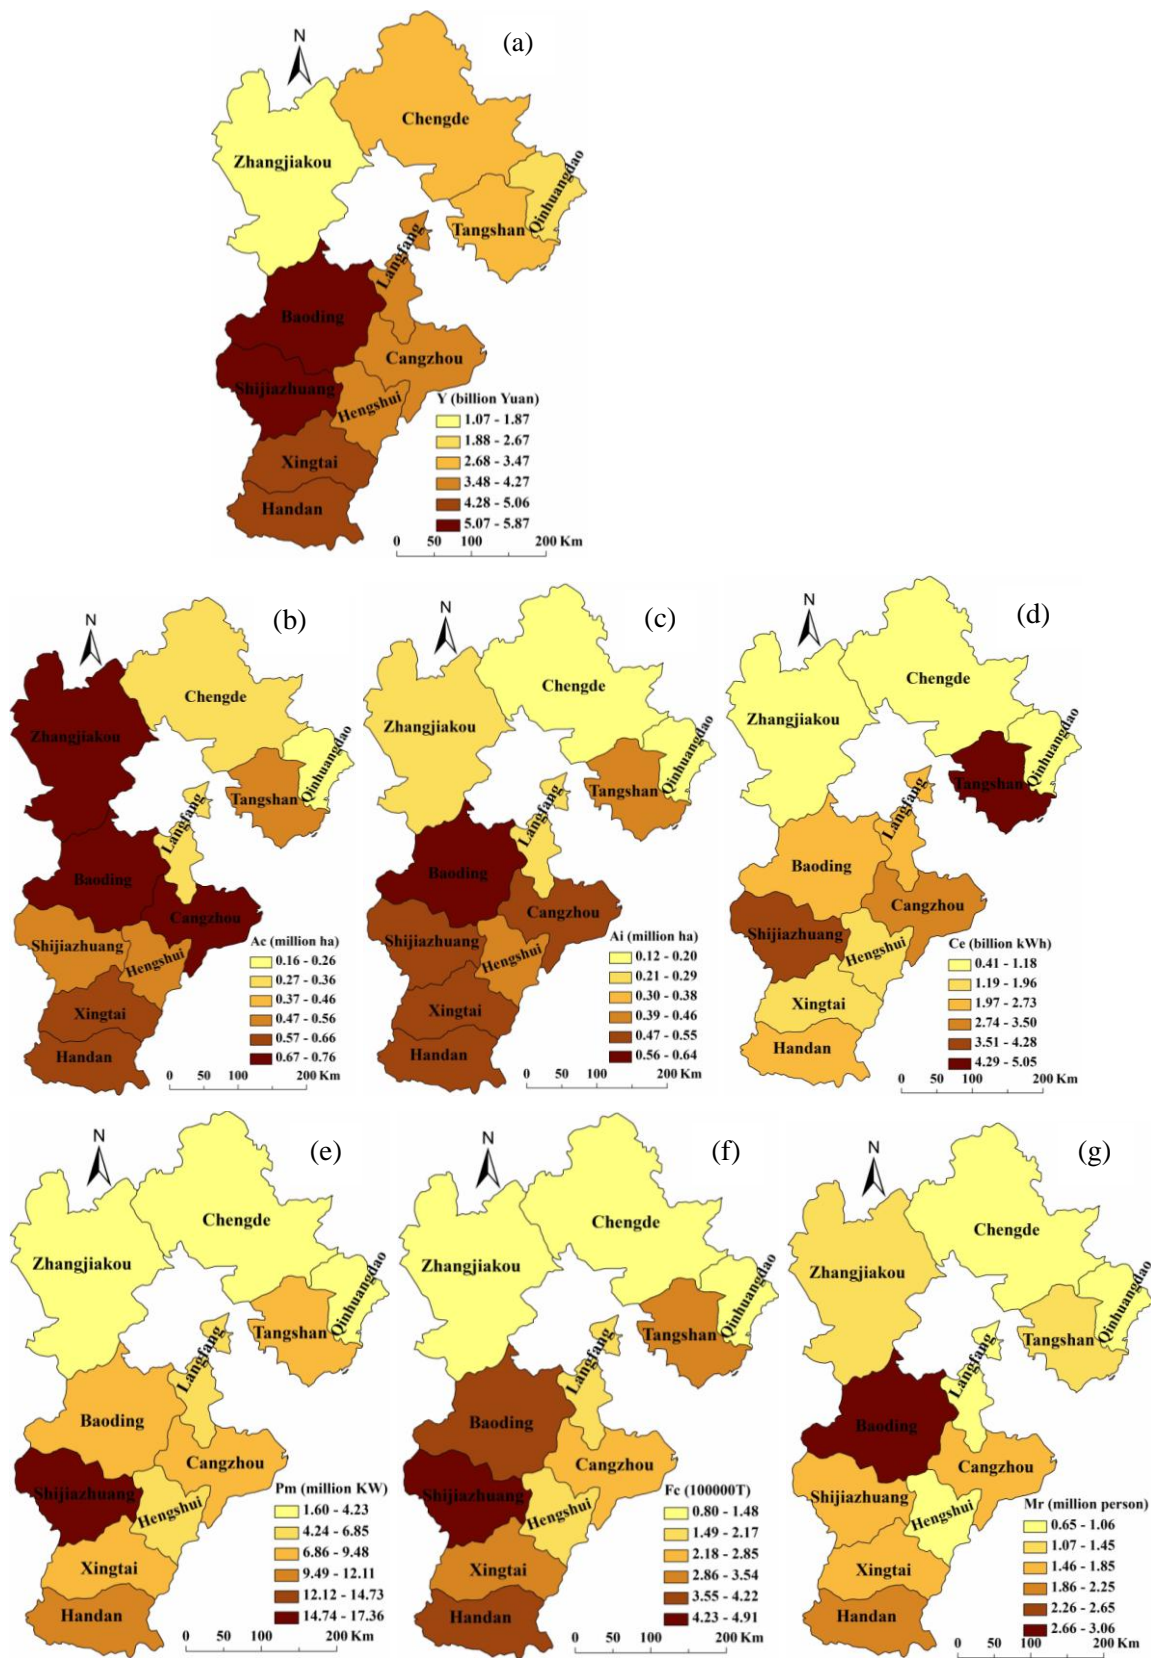 N
(a)
Chengde
Zhangjiakou
Qinhuangdao
Tangshan
Langfang
Baoding
Cangzhou
Shijiazhuang
Hengshui
Xingtai
Handan
Y (billion Yuan)
1.07 - 1.87
1.88 - 2.67
2.68 - 3.47
3.48 - 4.27
4.28 - 5.06
5.07 - 5.87
0 50 100 200 Km
N
(b)
Chengde
Zhangjiakou
Qinhuangdao
Tangshan
Langfang
Baoding
Cangzhou
Shijiazhuang
Hengshui
Xingtai
Handan
Ac (million ha)
0.16 - 0.26
0.27 - 0.36
0.37 - 0.46
0.47 - 0.56
0.57 - 0.66
0.67 - 0.76
0 50 100 200 Km
N
(c)
Chengde
Zhangjiakou
Qinhuangdao
Tangshan
Langfang
Baoding
Cangzhou
Shijiazhuang
Hengshui
Xingtai
Handan
Ai (million ha)
0.12 - 0.20
0.21 - 0.29
0.30 - 0.38
0.39 - 0.46
0.47 - 0.55
0.56 - 0.64
0 50 100 200 Km
N
(d)
Chengde
Zhangjiakou
Qinhuangdao
Tangshan
Langfang
Baoding
Cangzhou
Shijiazhuang
Hengshui
Xingtai
Handan
Ce (billion kWh)
0.41 - 1.18
1.19 - 1.96
1.97 - 2.73
2.74 - 3.50
3.51 - 4.28
4.29 - 5.05
0 50 100 200 Km
N
(e)
Chengde
Zhangjiakou
Qinhuangdao
Tangshan
Langfang
Baoding
Cangzhou
Shijiazhuang
Hengshui
Xingtai
Handan
Pm (million KW)
1.60 - 4.23
4.24 - 6.85
6.86 - 9.48
9.49 - 12.11
12.12 - 14.73
14.74 - 17.36
0 50 100 200 Km
N
(f)
Chengde
Zhangjiakou
Qinhuangdao
Tangshan
Langfang
Baoding
Cangzhou
Shijiazhuang
Hengshui
Xingtai
Handan
Fc (100000T)
0.80 - 1.48
1.49 - 2.17
2.18 - 2.85
2.86 - 3.54
3.55 - 4.22
4.23 - 4.91
0 50 100 200 Km
N
(g)
Chengde
Zhangjiakou
Qinhuangdao
Tangshan
Langfang
Baoding
Cangzhou
Shijiazhuang
Hengshui
Xingtai
Handan
Mr (million person)
0.65 - 1.06
1.07 - 1.45
1.46 - 1.85
1.86 - 2.25
2.26 - 2.65
2.66 - 3.06
0 50 100 200 Km